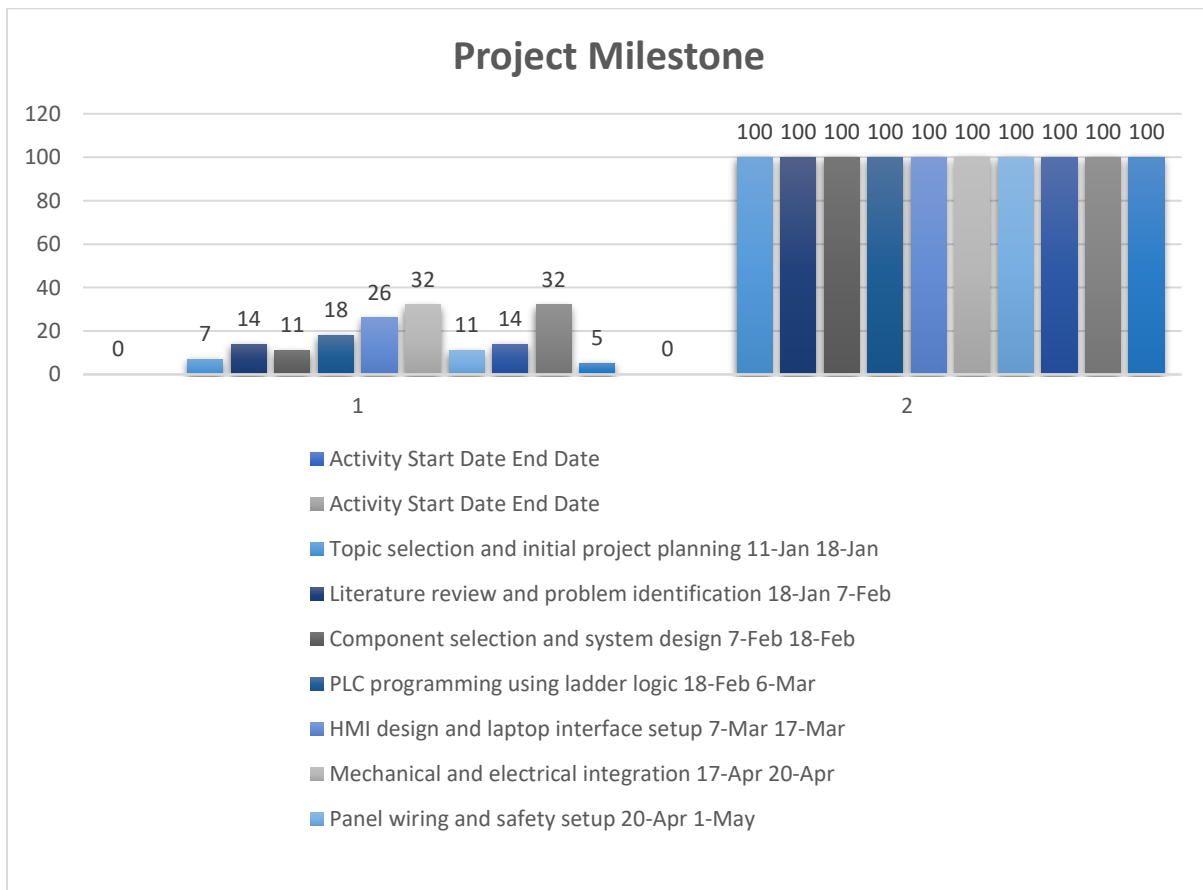 Project Milestone
120
100 100 100 100 100 100 100 100 100 100
100
80
60
40
32 32
26
18
14 14
11 11
20
7
5
0 0
0
1 2
Activity Start Date End Date
Activity Start Date End Date
Topic selection and initial project planning 11-Jan 18-Jan
Literature review and problem identification 18-Jan 7-Feb
Component selection and system design 7-Feb 18-Feb
PLC programming using ladder logic 18-Feb 6-Mar
HMI design and laptop interface setup 7-Mar 17-Mar
Mechanical and electrical integration 17-Apr 20-Apr
Panel wiring and safety setup 20-Apr 1-May